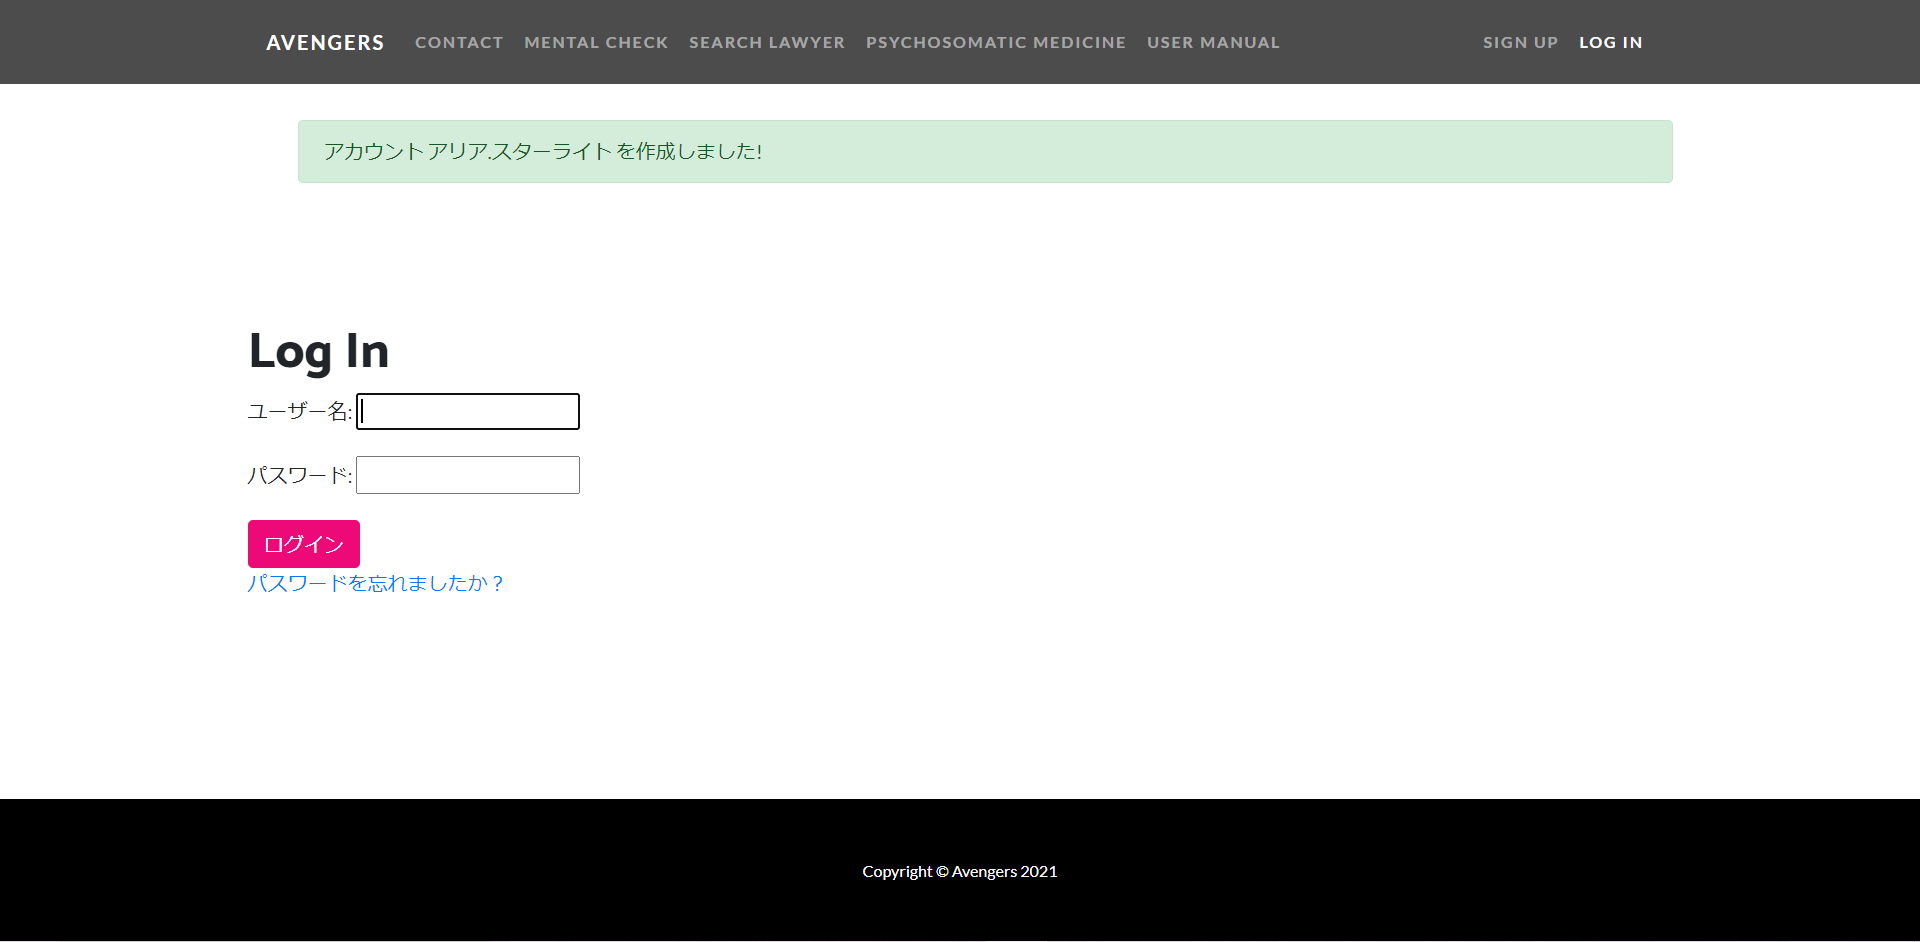 AVENGERS CONTACT MENTAL CHECK SEARCH LAWYER PSYCHOSOMATIC MEDICINE USER MANUAL SIGN UP LOG IN
アカウント アリア.スターライト を作成しました!
Log In
ユーザー名:
パスワード:
ログイン
パスワードを忘れましたか？
Copyright © Avengers 2021